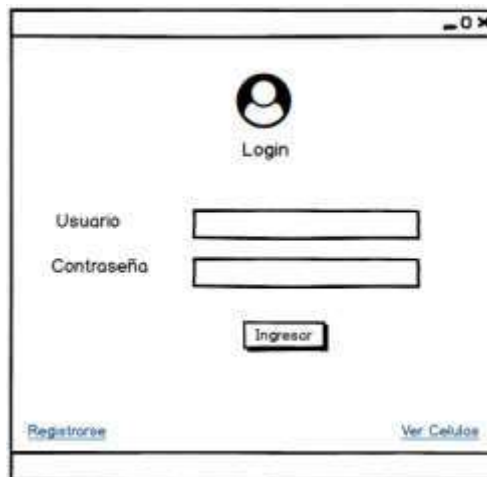 Login
Usuario
Contraseña
Ingresar
Registrarse
Ver Celulas